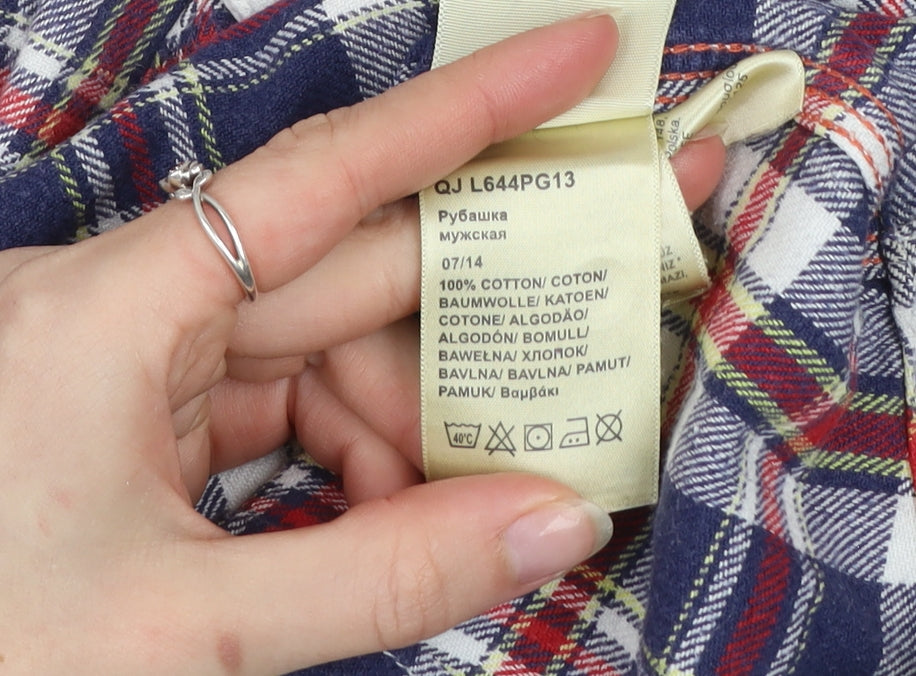 QJ L644PG13
Рубашка
мужская
07/14
100% COTTON/ COTON/
BAUMWOLLE/ KATOEN/
COTONE/ ALGODÃO/
ALGODÓN/ BOMULL/
BAWEŁNA/ ХЛОПОК/
BAVLNA/ BAVLNA/ PAMUT/
PAMUK/ Βαμβάκι
40°C